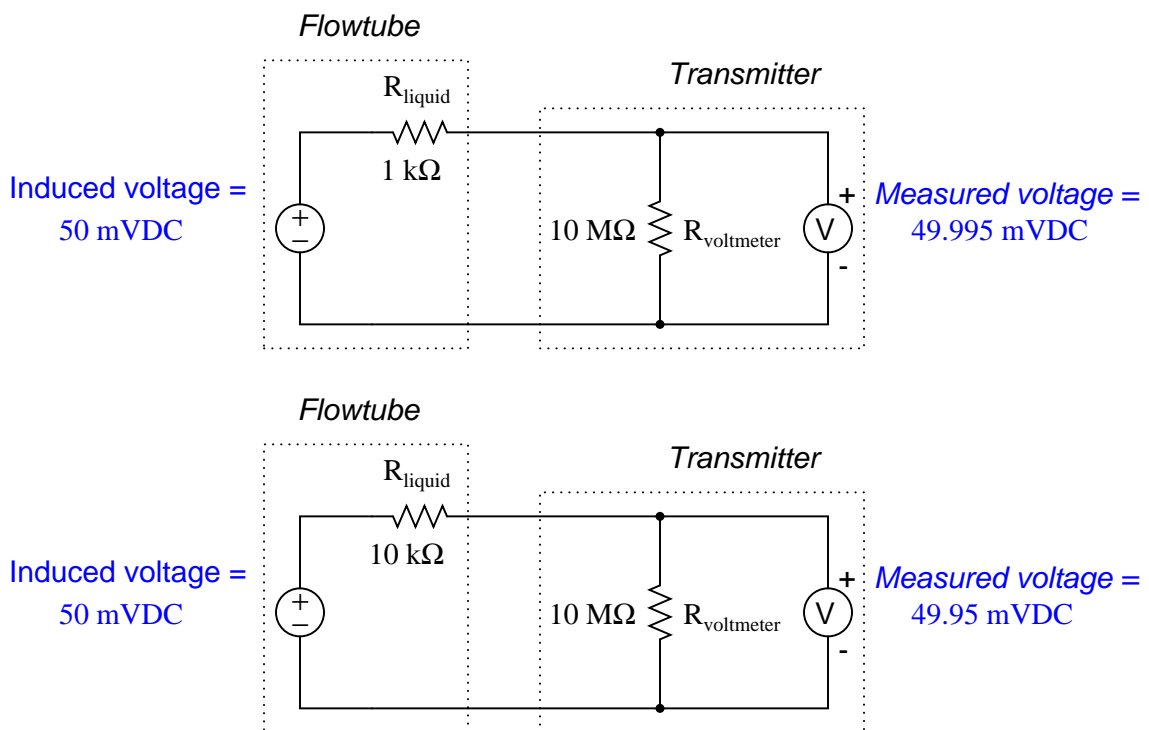 Flowtube
Transmitter
R_liquid
1 kΩ
Induced voltage =
50 mVDC
+
−
10 MΩ
R_voltmeter
V
+
-
Measured voltage =
49.995 mVDC
Flowtube
Transmitter
R_liquid
10 kΩ
Induced voltage =
50 mVDC
+
−
10 MΩ
R_voltmeter
V
+
-
Measured voltage =
49.95 mVDC